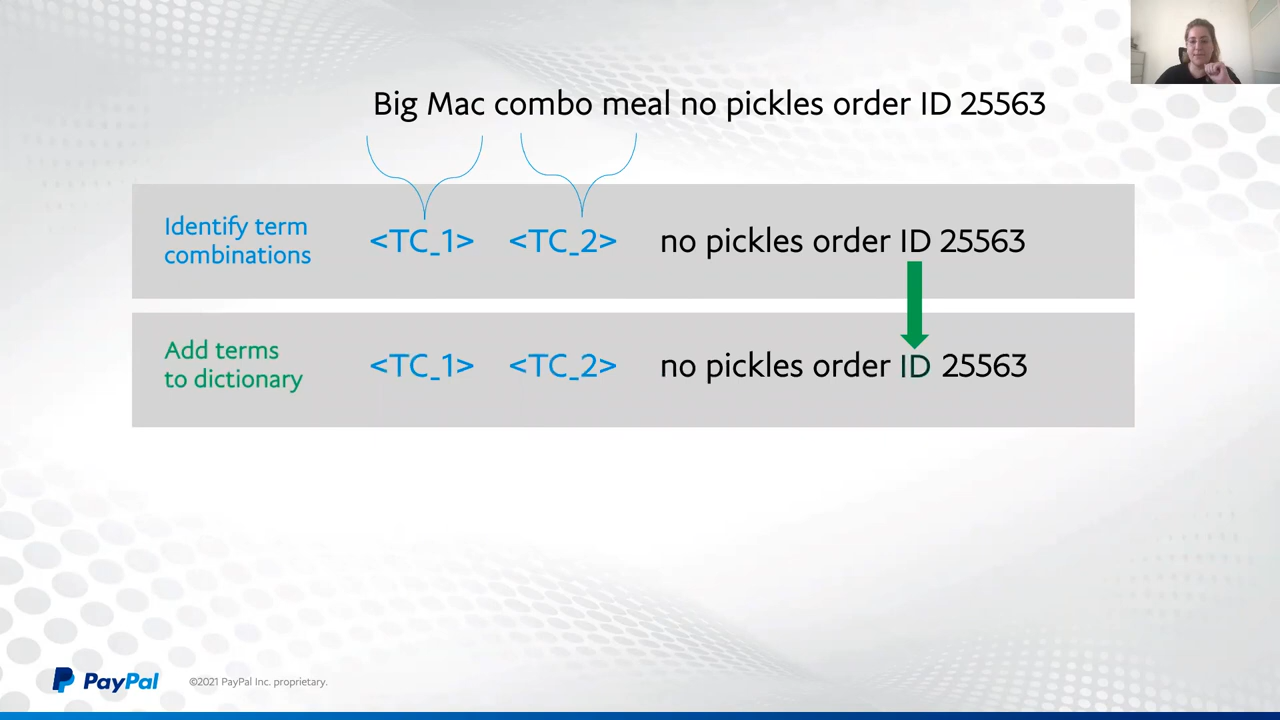 Big Mac combo meal no pickles order ID 25563
Identify term
combinations
<TC_1> <TC_2> no pickles order ID 25563
Add terms
to dictionary
<TC_1> <TC_2> no pickles order ID 25563
PayPal
©2021 PayPal Inc. proprietary.